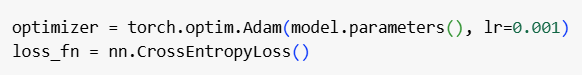 optimizer = torch.optim.Adam(model.parameters(), lr=0.001)
loss_fn = nn.CrossEntropyLoss()